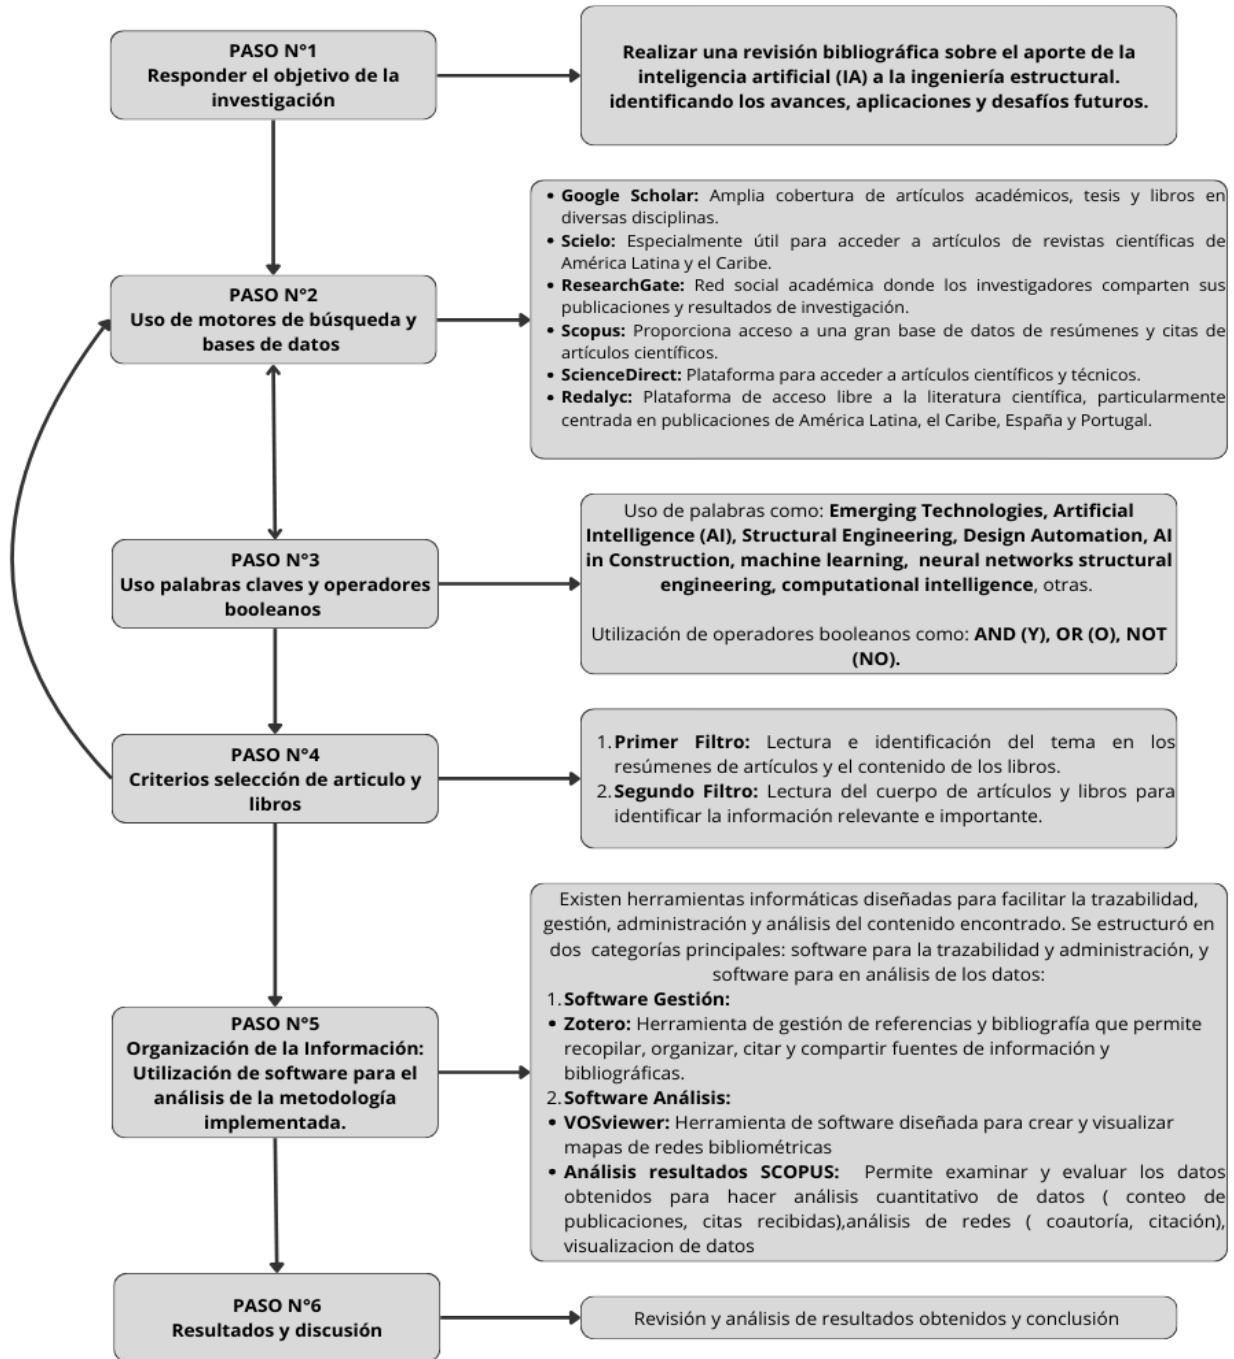 PASO N°1
Responder el objetivo de la
investigación
Realizar una revisión bibliográfica sobre el aporte de la
inteligencia artificial (IA) a la ingeniería estructural.
identificando los avances, aplicaciones y desafíos futuros.
PASO N°2
Uso de motores de búsqueda y
bases de datos
• Google Scholar: Amplia cobertura de artículos académicos, tesis y libros en
diversas disciplinas.
• Scielo: Especialmente útil para acceder a artículos de revistas científicas de
América Latina y el Caribe.
• ResearchGate: Red social académica donde los investigadores comparten sus
publicaciones y resultados de investigación.
• Scopus: Proporciona acceso a una gran base de datos de resúmenes y citas de
artículos científicos.
• ScienceDirect: Plataforma para acceder a artículos científicos y técnicos.
• Redalyc: Plataforma de acceso libre a la literatura científica, particularmente
centrada en publicaciones de América Latina, el Caribe, España y Portugal.
PASO N°3
Uso palabras claves y operadores
booleanos
Uso de palabras como: Emerging Technologies, Artificial
Intelligence (AI), Structural Engineering, Design Automation, AI
in Construction, machine learning, neural networks structural
engineering, computational intelligence, otras.
Utilización de operadores booleanos como: AND (Y), OR (O), NOT
(NO).
PASO N°4
Criterios selección de articulo y
libros
1. Primer Filtro: Lectura e identificación del tema en los
resúmenes de artículos y el contenido de los libros.
2. Segundo Filtro: Lectura del cuerpo de artículos y libros para
identificar la información relevante e importante.
PASO N°5
Organización de la Información:
Utilización de software para el
análisis de la metodología
implementada.
Existen herramientas informáticas diseñadas para facilitar la trazabilidad,
gestión, administración y análisis del contenido encontrado. Se estructuró en
dos categorías principales: software para la trazabilidad y administración, y
software para en análisis de los datos:
1. Software Gestión:
• Zotero: Herramienta de gestión de referencias y bibliografía que permite
recopilar, organizar, citar y compartir fuentes de información y
bibliográficas.
2. Software Análisis:
• VOSviewer: Herramienta de software diseñada para crear y visualizar
mapas de redes bibliométricas
• Análisis resultados SCOPUS: Permite examinar y evaluar los datos
obtenidos para hacer análisis cuantitativo de datos ( conteo de
publicaciones, citas recibidas),análisis de redes ( coautoría, citación),
visualizacion de datos
PASO N°6
Resultados y discusión
Revisión y análisis de resultados obtenidos y conclusión